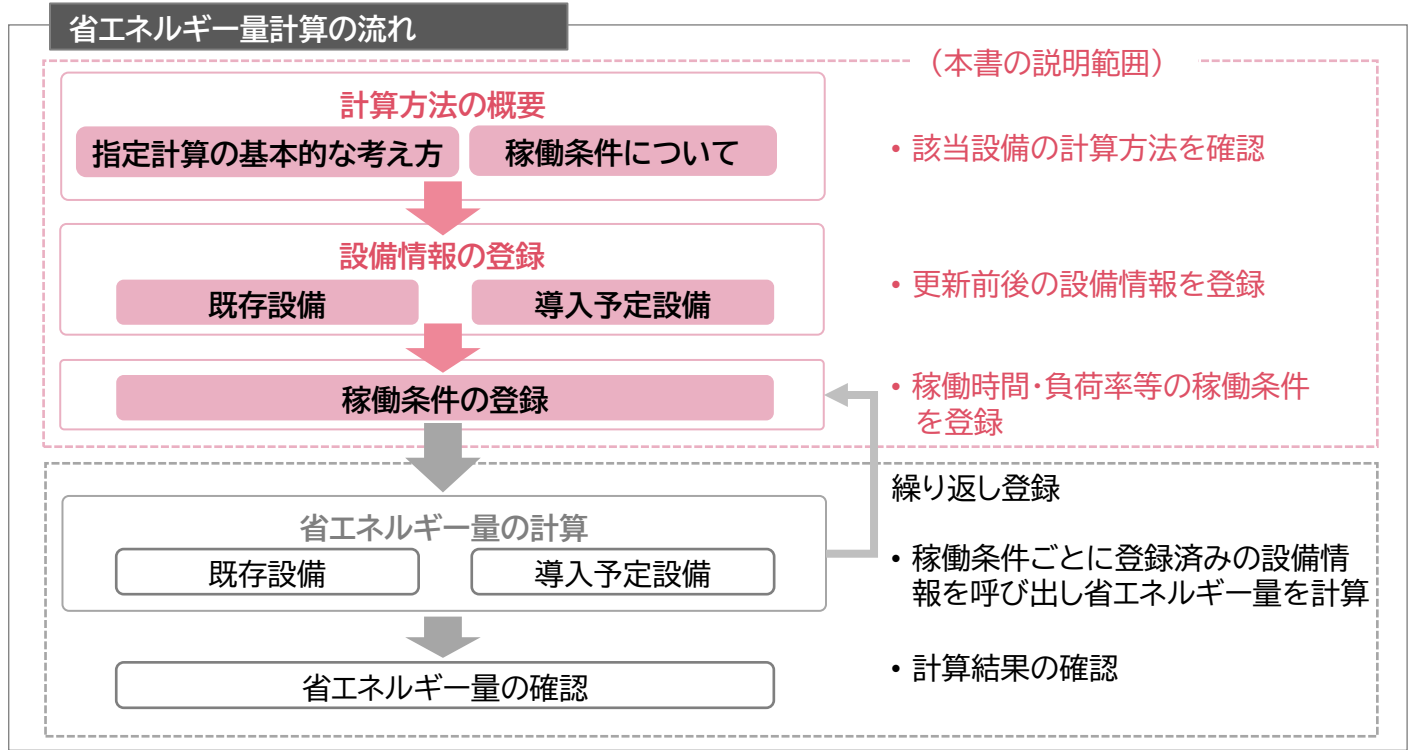 省エネルギー量計算の流れ
（本書の説明範囲）
計算方法の概要
指定計算の基本的な考え方
稼働条件について
・該当設備の計算方法を確認
設備情報の登録
既存設備
導入予定設備
・更新前後の設備情報を登録
稼働条件の登録
・稼働時間・負荷率等の稼働条件
を登録
繰り返し登録
省エネルギー量の計算
既存設備
導入予定設備
・稼働条件ごとに登録済みの設備情
報を呼び出し省エネルギー量を計算
省エネルギー量の確認
・計算結果の確認